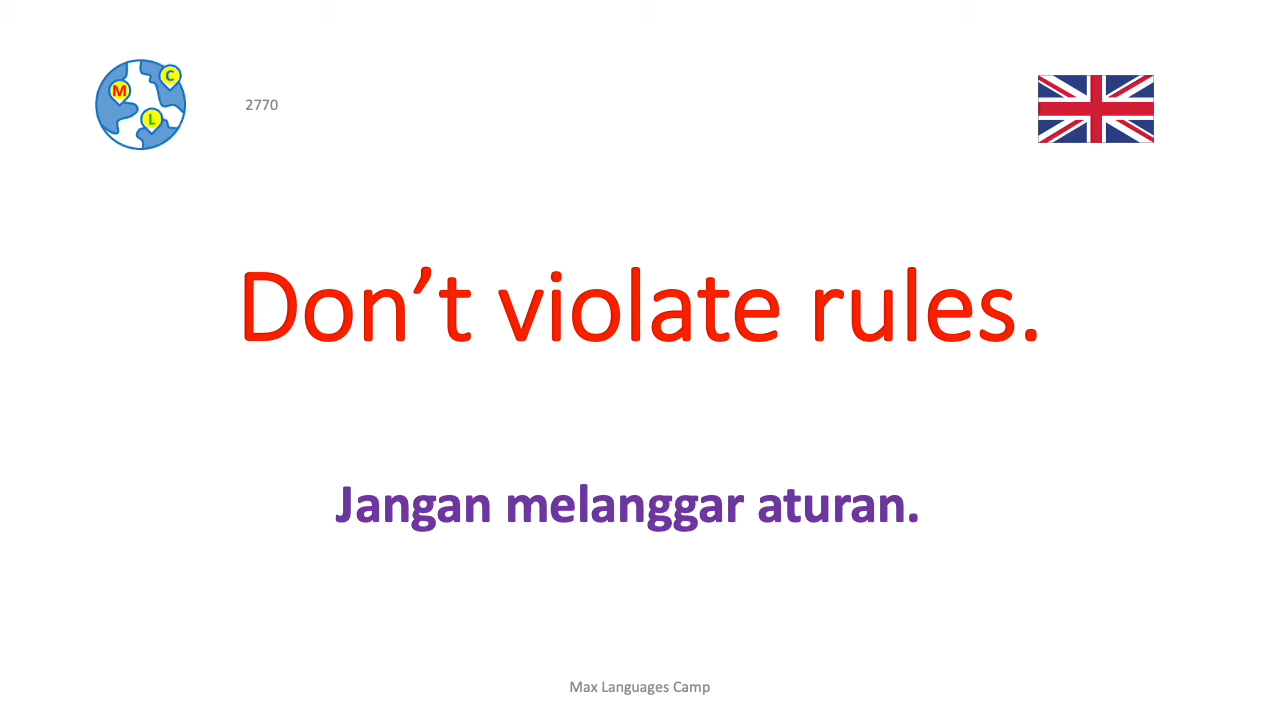 M
C
L
2770
Don’t violate rules.
Jangan melanggar aturan.
Max Languages Camp